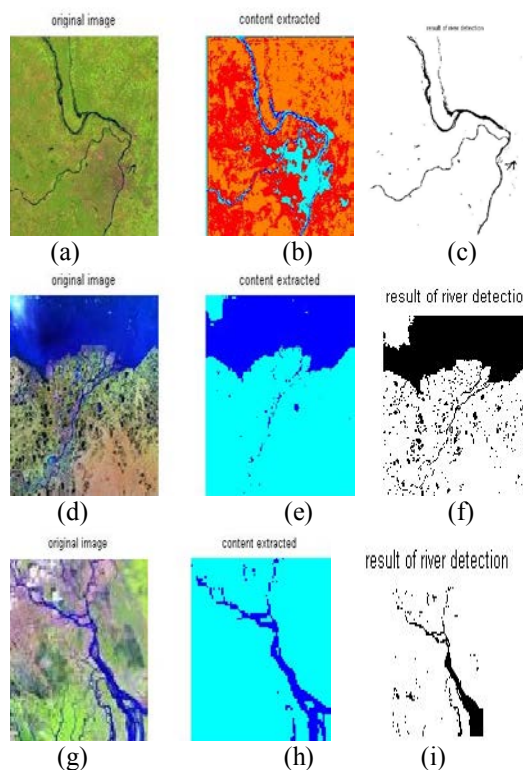 original image
content extracted
result of river detection
(a)
(b)
(c)
original image
content extracted
result of river detectio
(d)
(e)
(f)
original image
content extracted
result of river detection
(g)
(h)
(i)